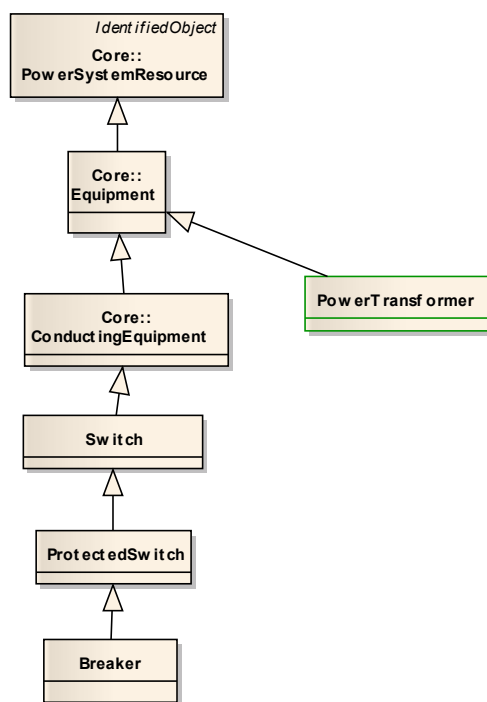 IdentifiedObject
Core::
PowerSystemResource
Core::
Equipment
PowerTransformer
Core::
ConductingEquipment
Switch
ProtectedSwitch
Breaker